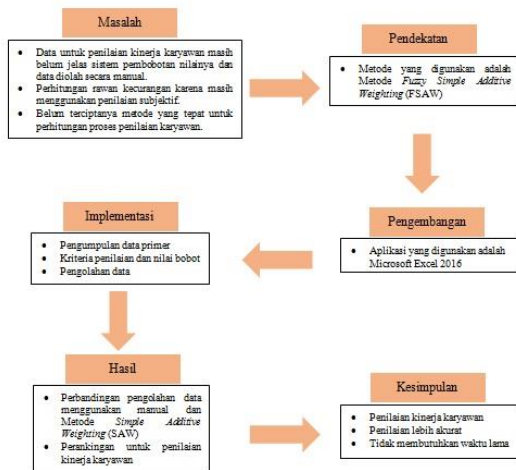 Masalah
• Data untuk penilaian kinerja karyawan masih
belum jelas sistem pembobotan nilainya dan
data diolah secara manual.
• Perhitungan rawan kecurangan karena masih
menggunakan penilaian subjektif.
• Belum terciptanya metode yang tepat untuk
perhitungan proses penilaian karyawan.
Pendekatan
• Metode yang digunakan adalah
Metode Fuzzy Simple Additive
Weighting (FSAW)
Pengembangan
• Aplikasi yang digunakan adalah
Microsoft Excel 2016
Implementasi
• Pengumpulan data primer
• Kriteria penilaian dan nilai bobot
• Pengolahan data
Hasil
• Perbandingan pengolahan data
menggunakan manual dan
Metode Simple Additive
Weighting (SAW)
• Perankingan untuk penilaian
kinerja karyawan
Kesimpulan
• Penilaian kinerja karyawan
• Penilaian lebih akurat
• Tidak membutuhkan waktu lama